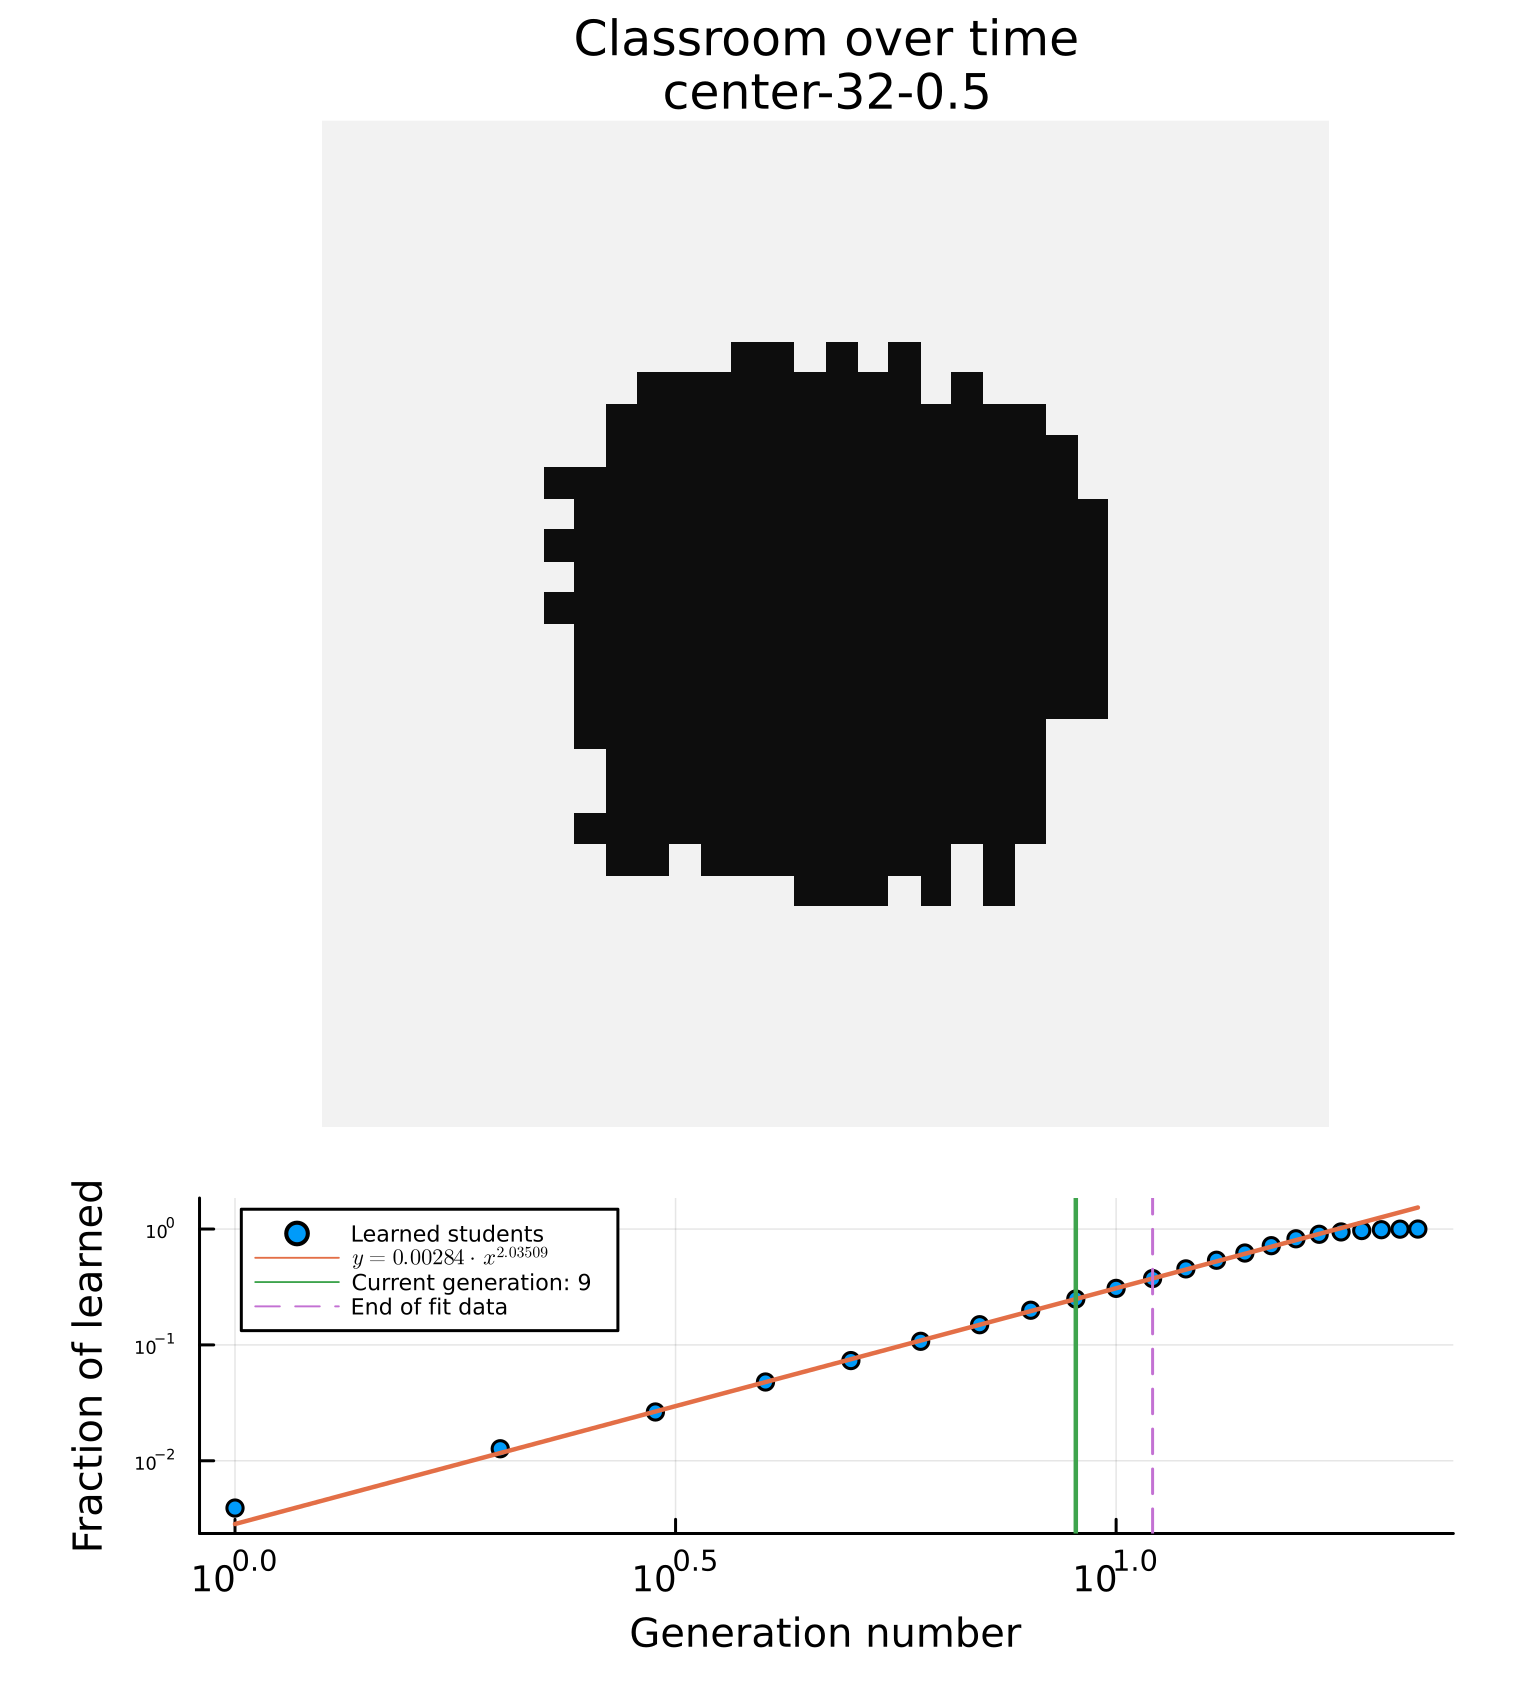 Classroom over time
center-32-0.5
Fraction of learned
10^0
10^−1
10^−2
Learned students
y = 0.00284 · x^2.03509
Current generation: 9
End of fit data
10^0.0 10^0.5 10^1.0
Generation number